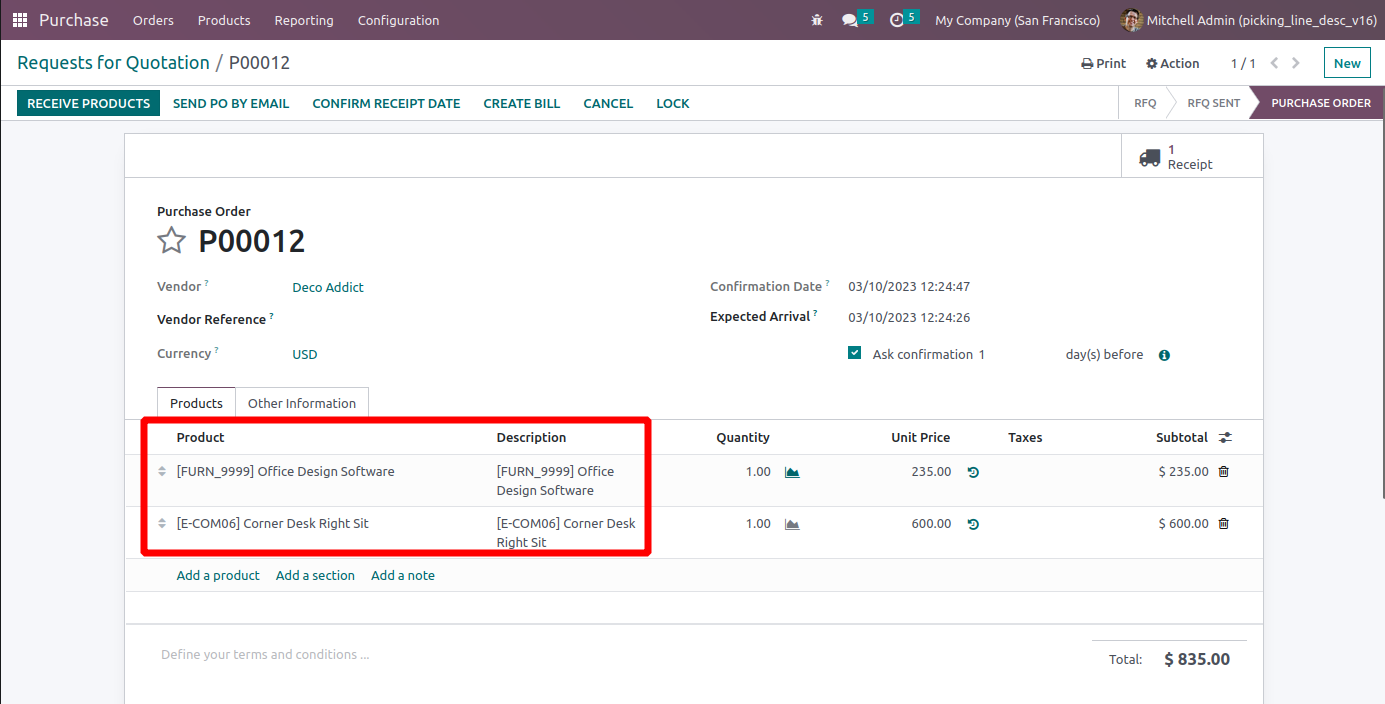 Purchase Orders Products Reporting Configuration 5 5 My Company (San Francisco) Mitchell Admin (picking_line_desc_v16)
Requests for Quotation / P00012 Print Action 1 / 1 New
RECEIVE PRODUCTS SEND PO BY EMAIL CONFIRM RECEIPT DATE CREATE BILL CANCEL LOCK RFQ RFQ SENT PURCHASE ORDER
1
Receipt
Purchase Order
P00012
Vendor ? Deco Addict Confirmation Date ? 03/10/2023 12:24:47
Vendor Reference ? Expected Arrival ? 03/10/2023 12:24:26
Currency ? USD Ask confirmation 1 day(s) before
Products Other Information
Product Description Quantity Unit Price Taxes Subtotal
[FURN_9999] Office Design Software [FURN_9999] Office 1.00 235.00 $ 235.00
Design Software
[E-COM06] Corner Desk Right Sit [E-COM06] Corner Desk 1.00 600.00 $ 600.00
Right Sit
Add a product Add a section Add a note
Define your terms and conditions ... Total: $ 835.00